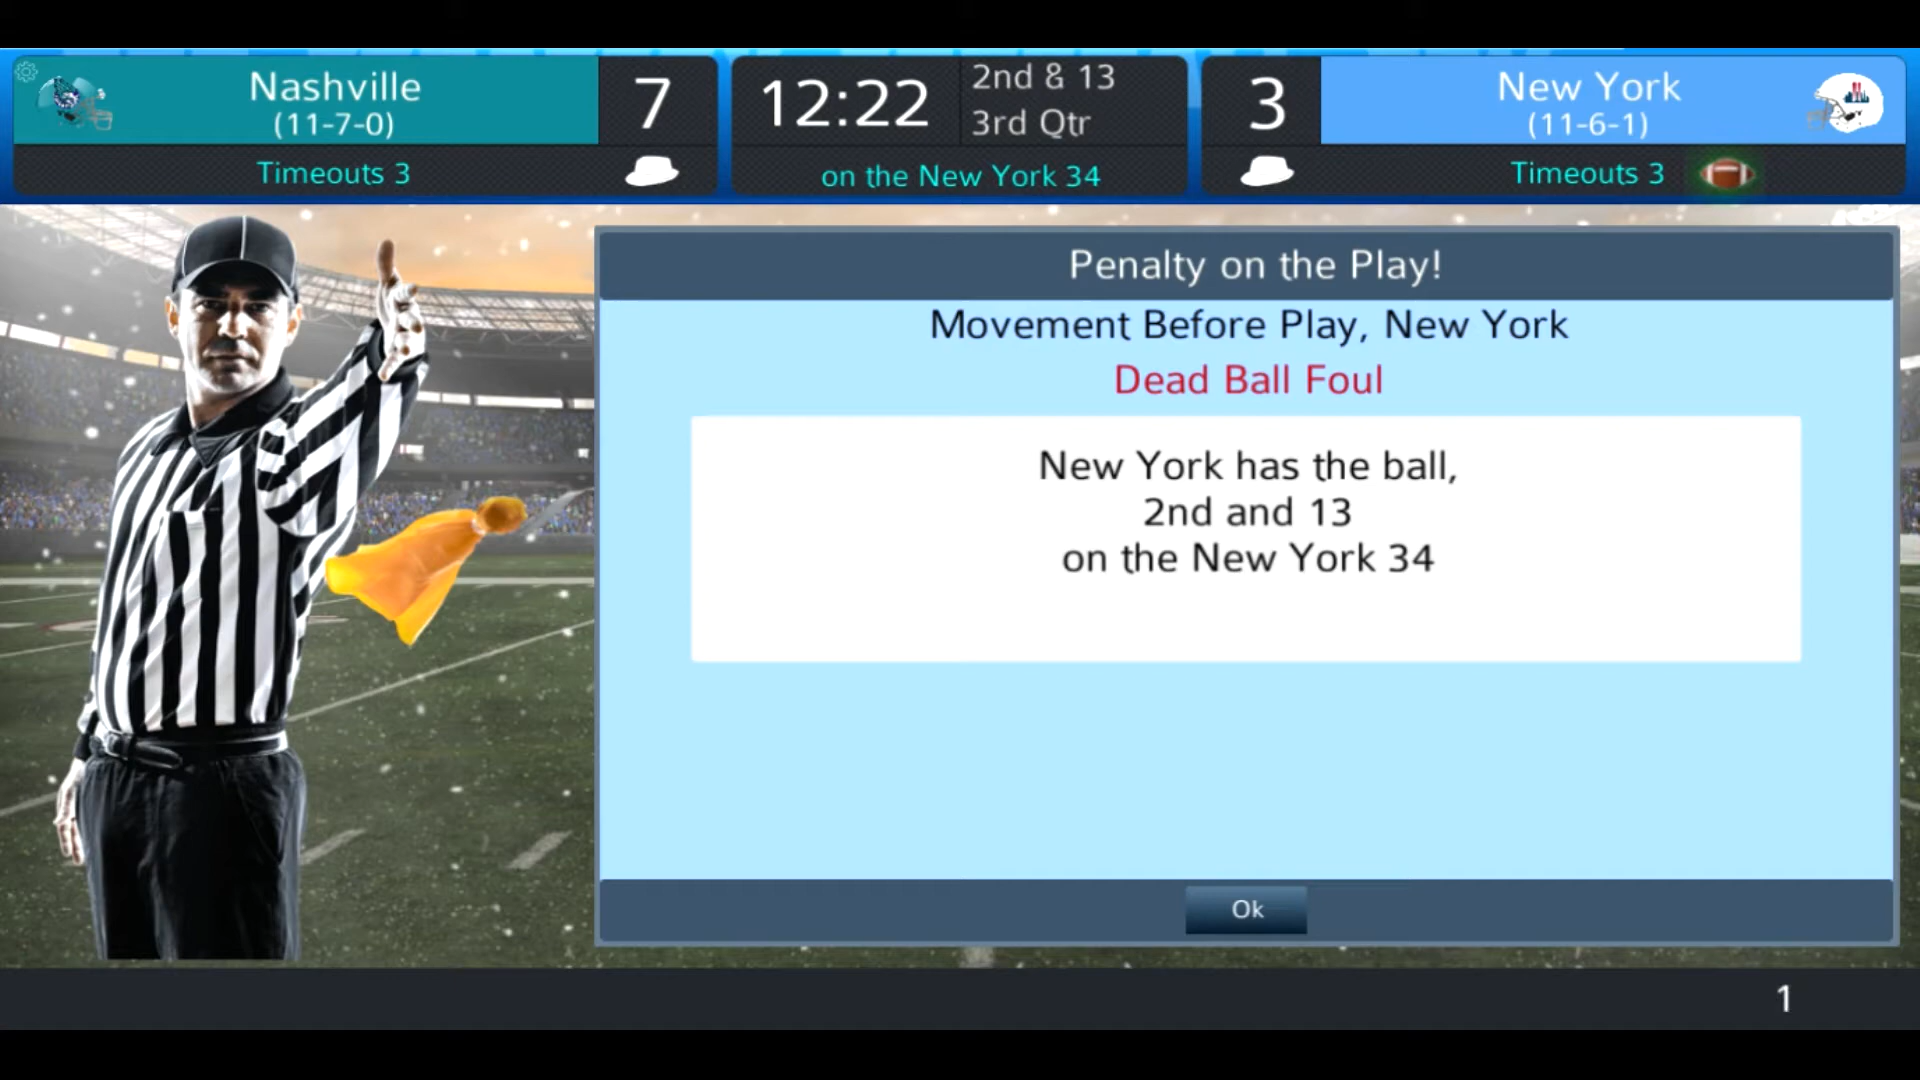 Nashville
(11-7-0)
7
Timeouts 3
12:22
2nd & 13
3rd Qtr
on the New York 34
3
New York
(11-6-1)
Timeouts 3
Penalty on the Play!
Movement Before Play, New York
Dead Ball Foul
New York has the ball,
2nd and 13
on the New York 34
Ok
1